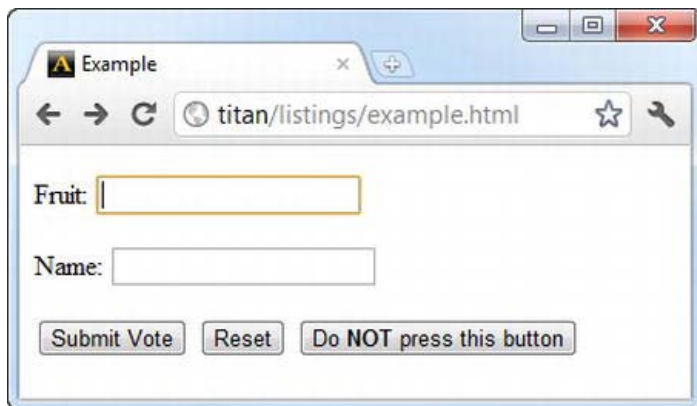 Example
titan/listings/example.html
Fruit:
Name:
Submit Vote Reset Do NOT press this button